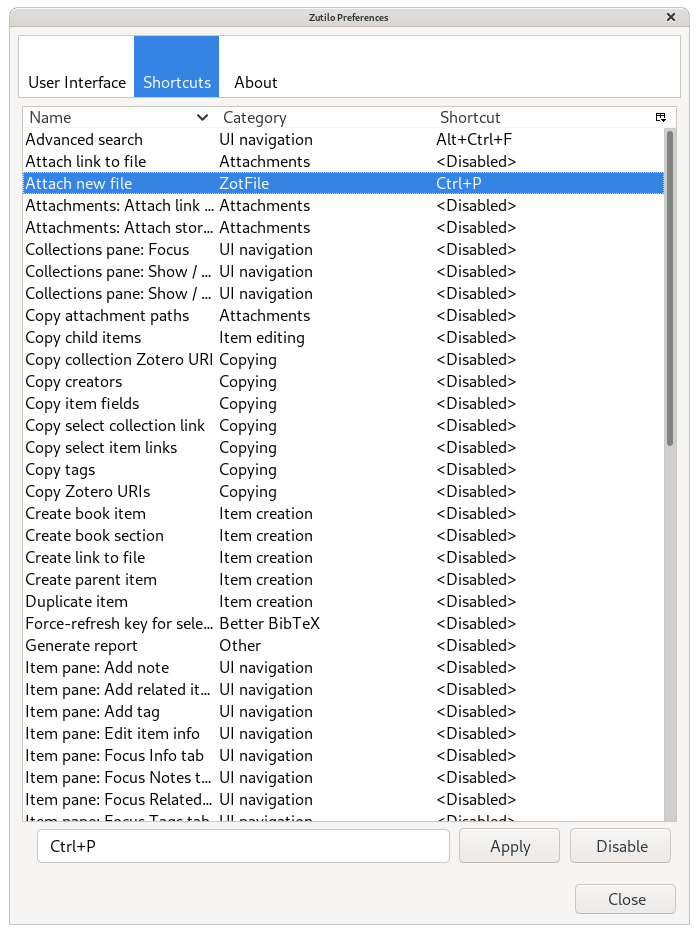 Zutilo Preferences
User Interface Shortcuts About
Name Category Shortcut
Advanced search UI navigation Alt+Ctrl+F
Attach link to file Attachments <Disabled>
Attach new file ZotFile Ctrl+P
Attachments: Attach link ... Attachments <Disabled>
Attachments: Attach stor... Attachments <Disabled>
Collections pane: Focus UI navigation <Disabled>
Collections pane: Show / ... UI navigation <Disabled>
Collections pane: Show / ... UI navigation <Disabled>
Copy attachment paths Attachments <Disabled>
Copy child items Item editing <Disabled>
Copy collection Zotero URI Copying <Disabled>
Copy creators Copying <Disabled>
Copy item fields Copying <Disabled>
Copy select collection link Copying <Disabled>
Copy select item links Copying <Disabled>
Copy tags Copying <Disabled>
Copy Zotero URIs Copying <Disabled>
Create book item Item creation <Disabled>
Create book section Item creation <Disabled>
Create link to file Item creation <Disabled>
Create parent item Item creation <Disabled>
Duplicate item Item creation <Disabled>
Force-refresh key for sele... Better BibTeX <Disabled>
Generate report Other <Disabled>
Item pane: Add note UI navigation <Disabled>
Item pane: Add related it... UI navigation <Disabled>
Item pane: Add tag UI navigation <Disabled>
Item pane: Edit item info UI navigation <Disabled>
Item pane: Focus Info tab UI navigation <Disabled>
Item pane: Focus Notes t... UI navigation <Disabled>
Item pane: Focus Related... UI navigation <Disabled>
Item pane: Focus Tags tab UI navigation <Disabled>
Ctrl+P Apply Disable
Close